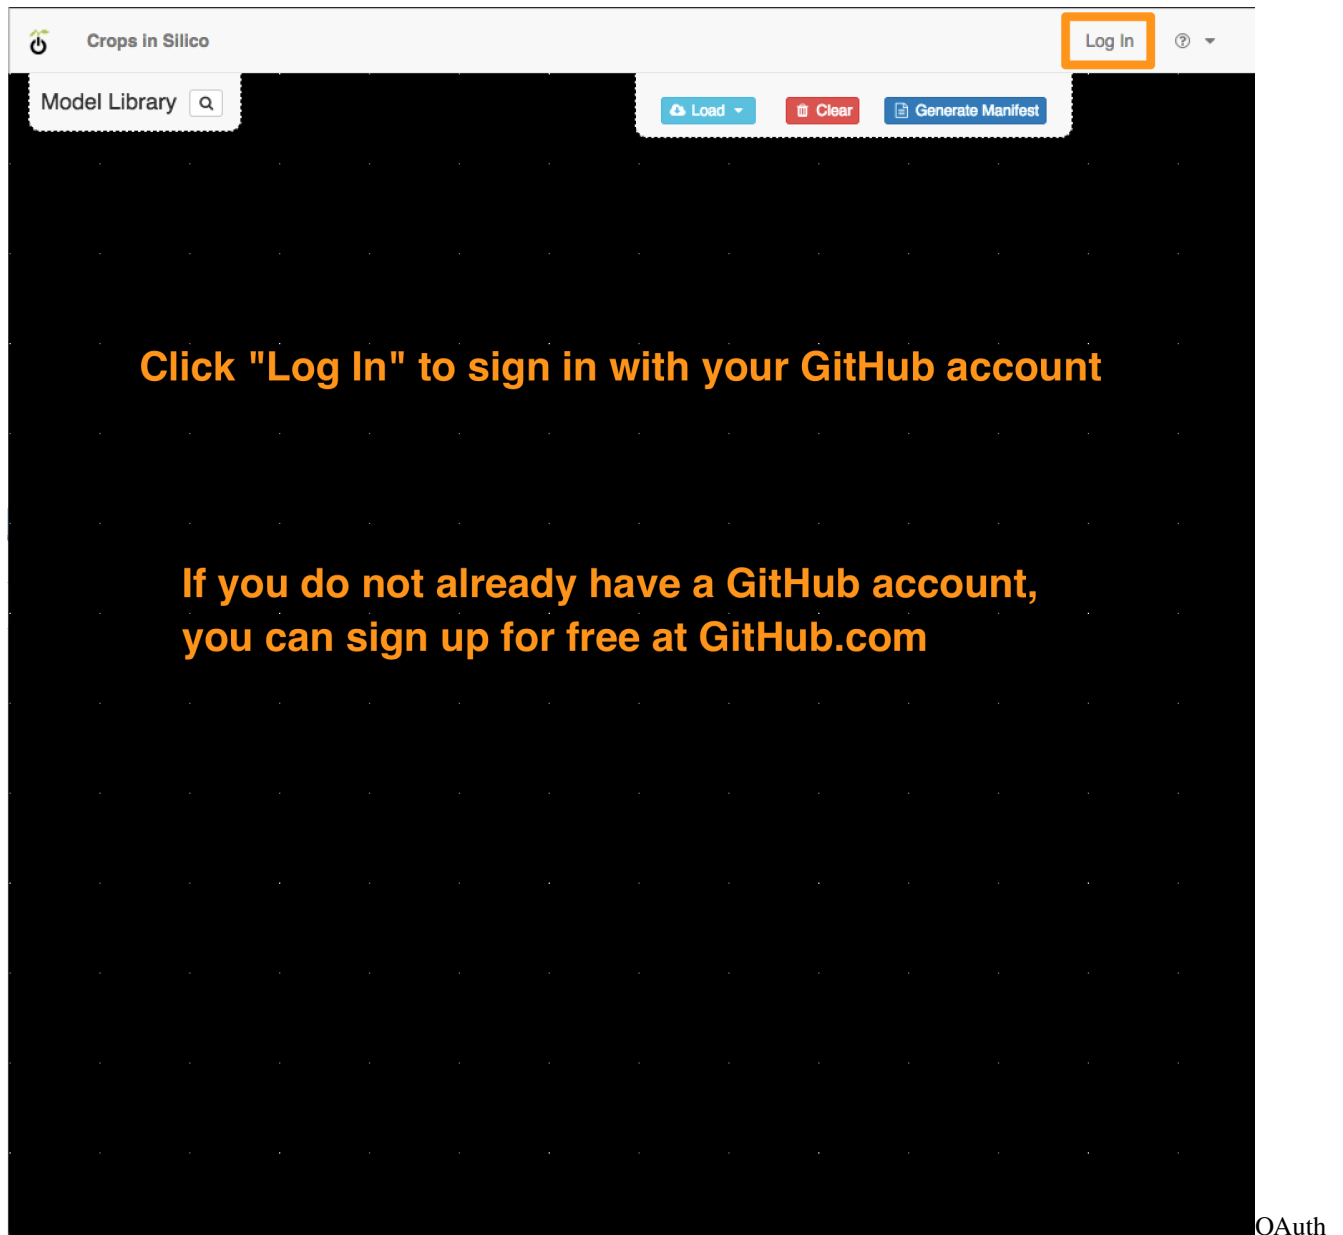 Crops in Silico
Log In
Model Library
Load
Clear
Generate Manifest
Click "Log In" to sign in with your GitHub account
If you do not already have a GitHub account,
you can sign up for free at GitHub.com
OAuth